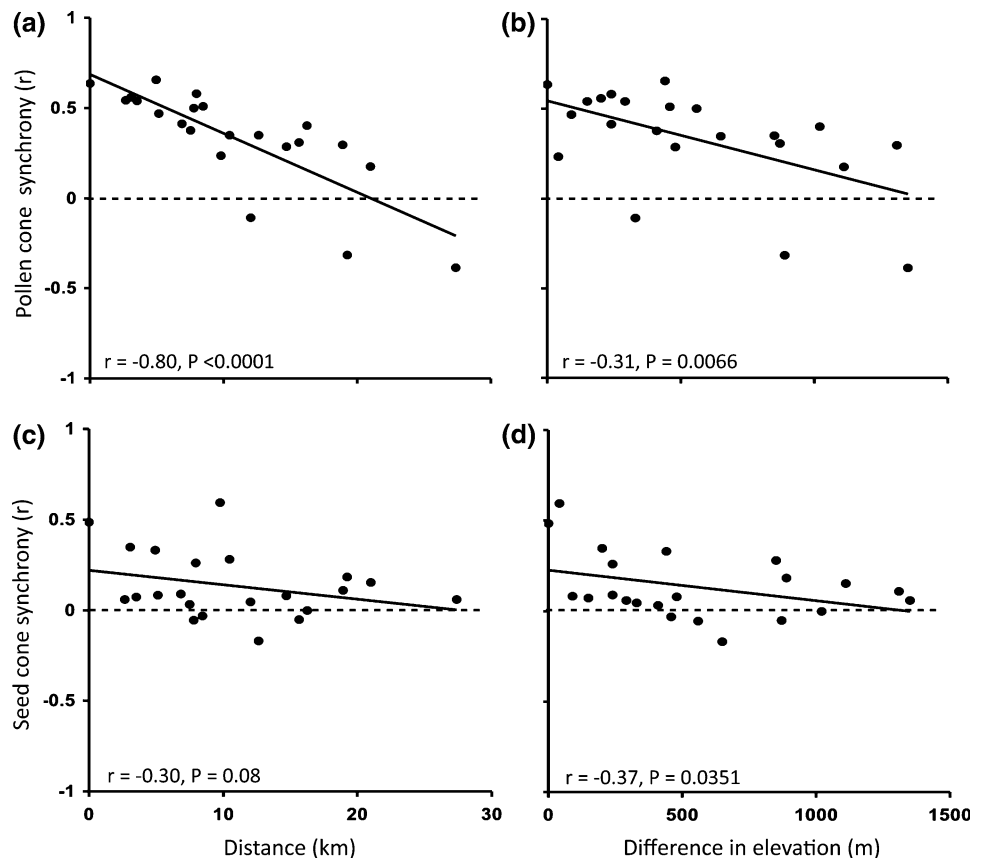 (a)
(b)
1
0.5
0
-0.5
-1
Pollen cone synchrony (r)
r = -0.80, P <0.0001
r = -0.31, P = 0.0066
(c)
(d)
1
0.5
0
-0.5
-1
Seed cone synchrony (r)
r = -0.30, P = 0.08
r = -0.37, P = 0.0351
0 10 20 30
0 500 1000 1500
Distance (km)
Difference in elevation (m)